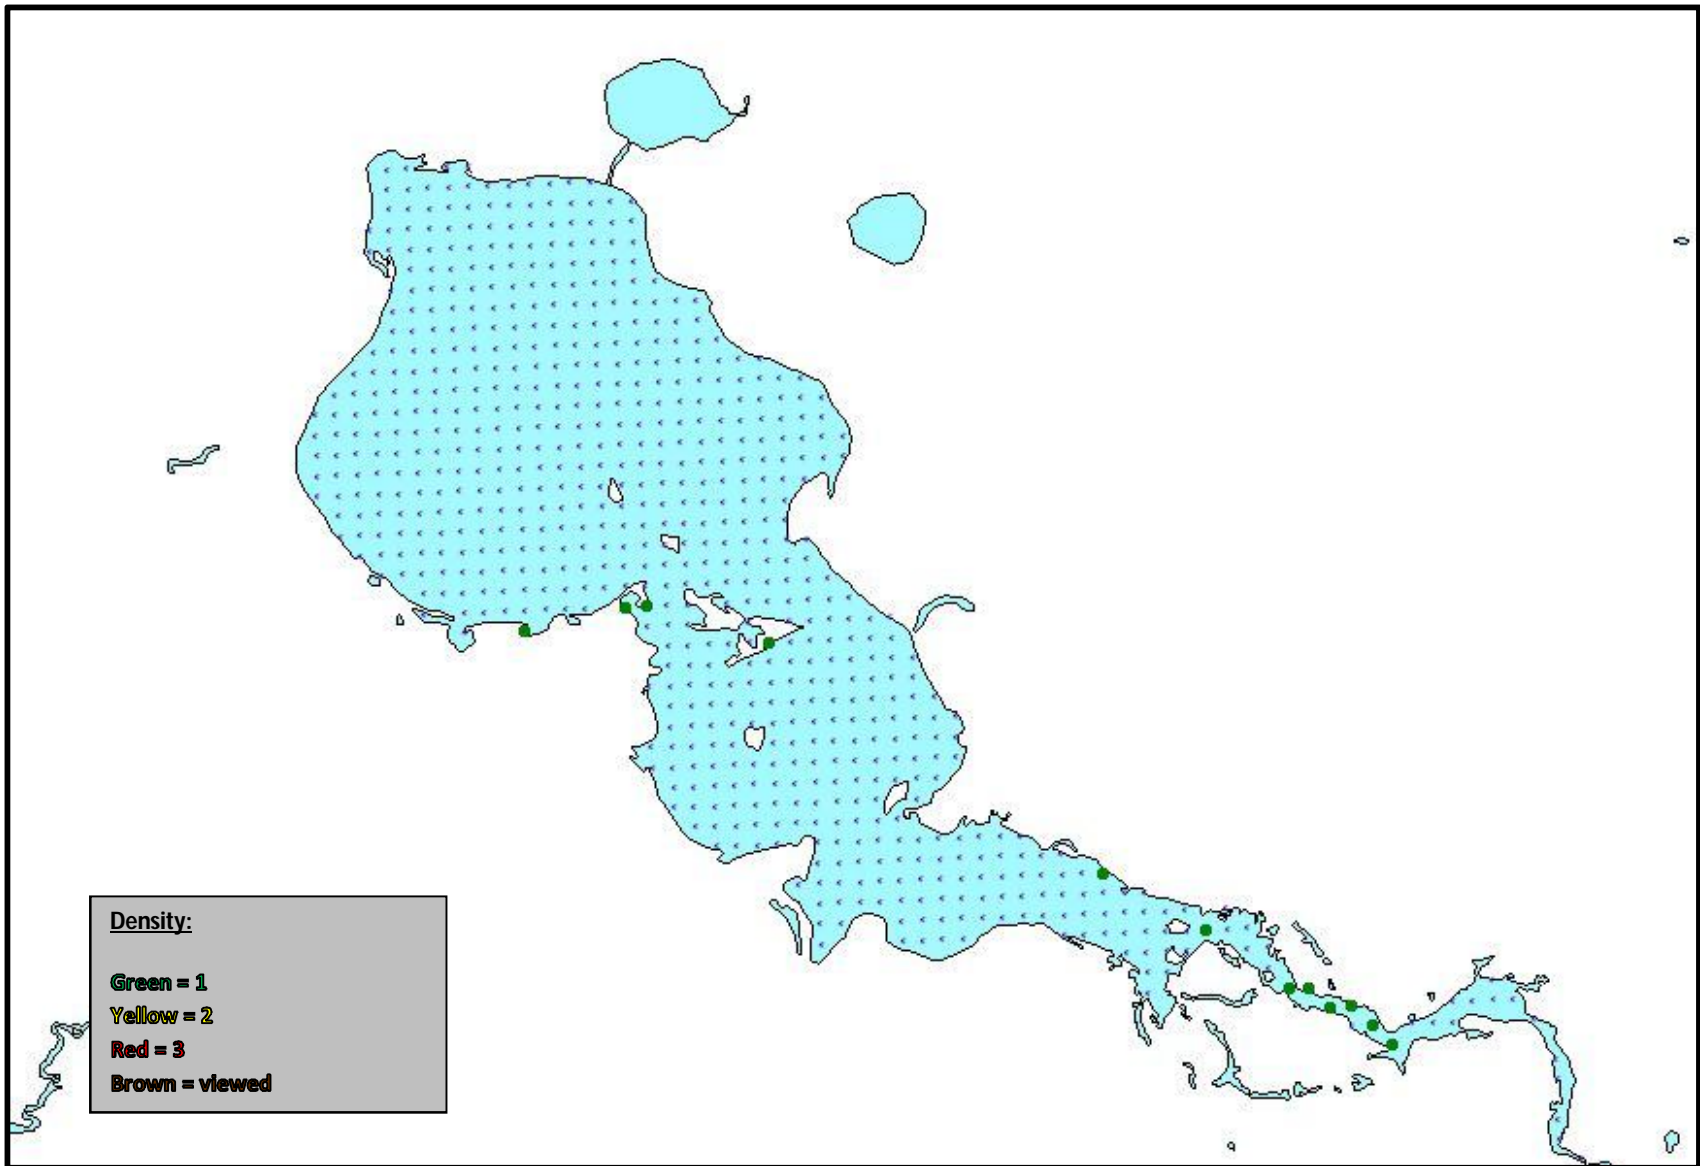 Density:
Green = 1
Yellow = 2
Red = 3
Brown = viewed